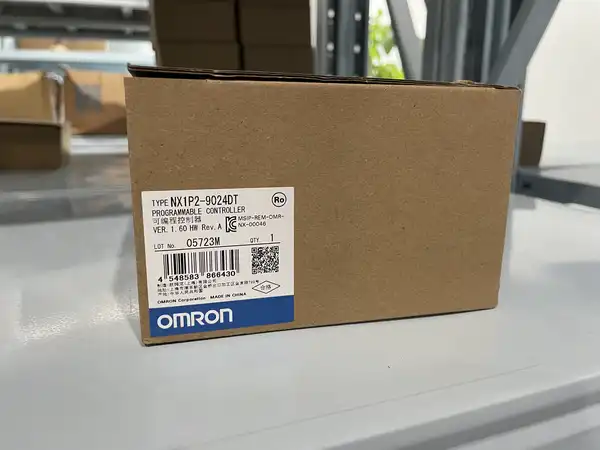 TYPE NX1P2-9024DT
Ro
PROGRAMMABLE CONTROLLER
可编程控制器
VER. 1.60 HW Rev. A
MSIP-REM-OMR-
NX-00046
LOT No. 05723M
QTY 1
4 548583 866430
合格
OMRON Corporation MADE IN CHINA
OMRON